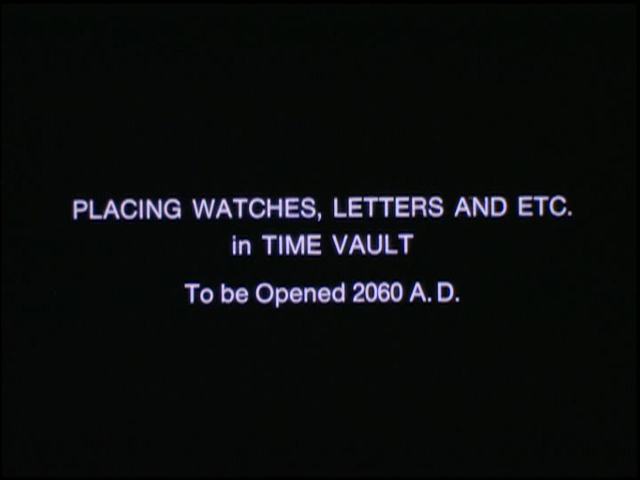 PLACING WATCHES, LETTERS AND ETC.
in TIME VAULT
To be Opened 2060 A.D.